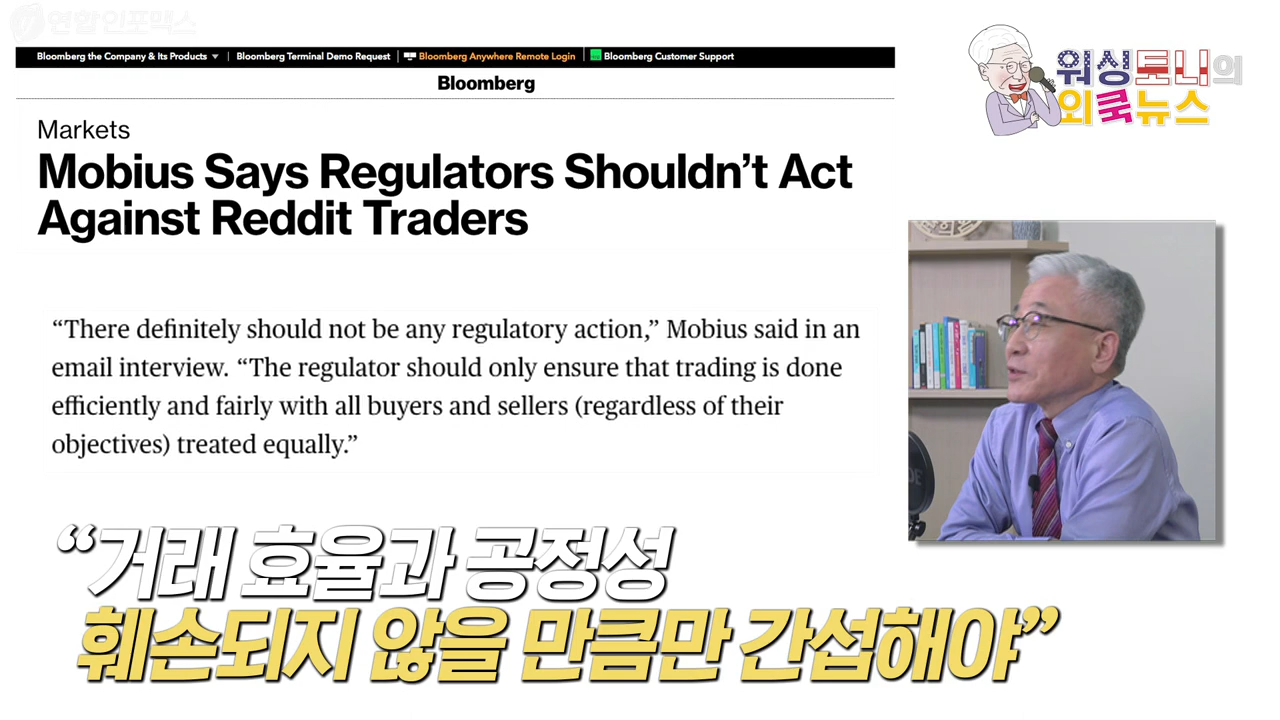 연합인포맥스
Bloomberg the Company & Its Products
Bloomberg Terminal Demo Request
Bloomberg Anywhere Remote Login
Bloomberg Customer Support
Bloomberg
워싱토니의
외쿡뉴스
Markets
Mobius Says Regulators Shouldn’t Act
Against Reddit Traders
“There definitely should not be any regulatory action,” Mobius said in an
email interview. “The regulator should only ensure that trading is done
efficiently and fairly with all buyers and sellers (regardless of their
objectives) treated equally.”
“거래 효율과 공정성
훼손되지 않을 만큼만 간섭해야”